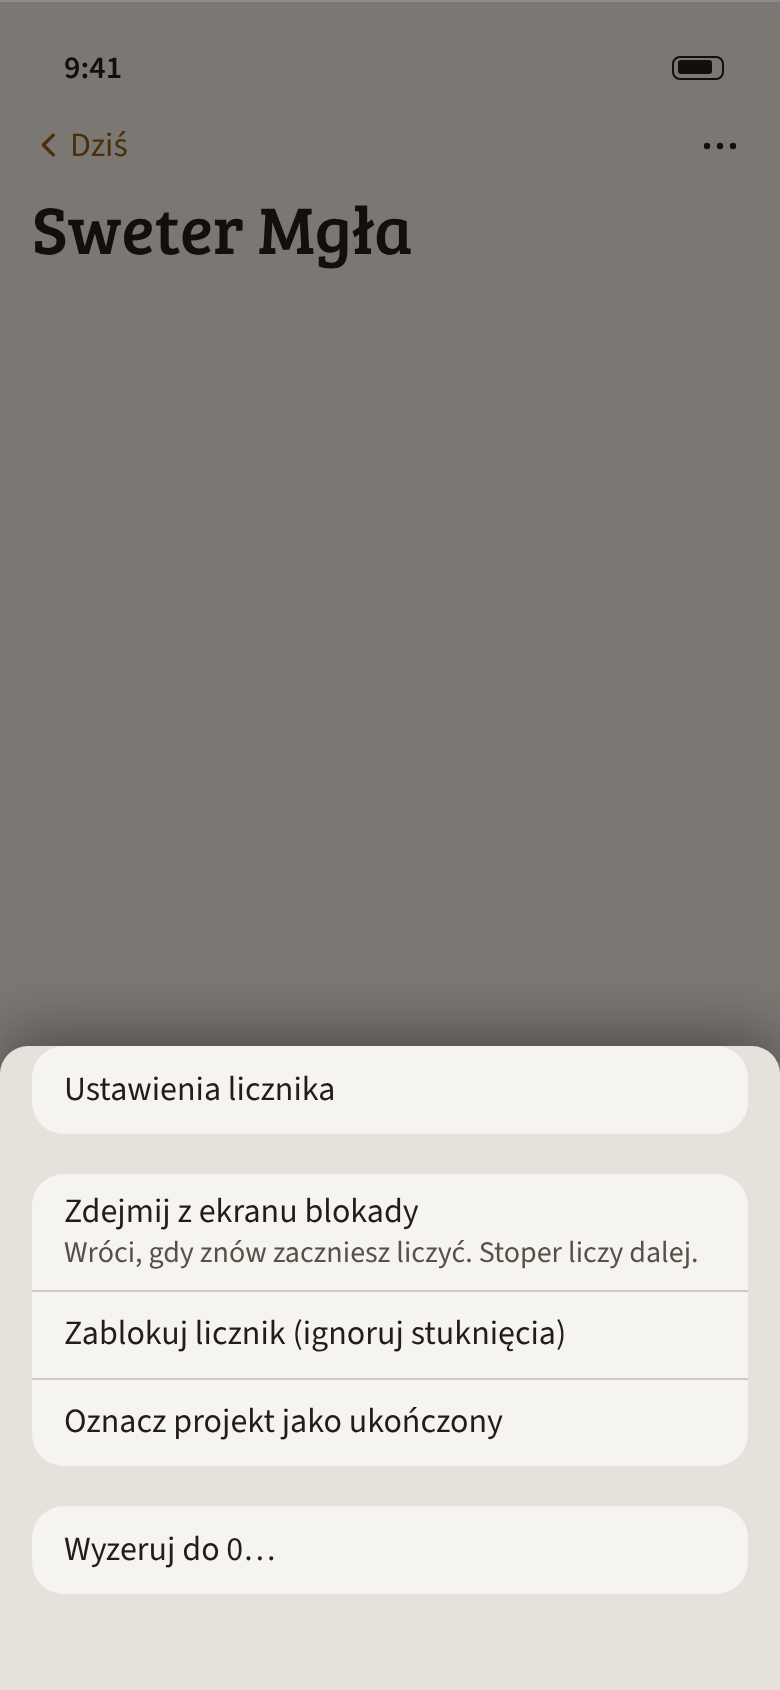 9:41
Dziś
Sweter Mgła
Ustawienia licznika
Zdejmij z ekranu blokady
Wróci, gdy znów zaczniesz liczyć. Stoper liczy dalej.
Zablokuj licznik (ignoruj stuknięcia)
Oznacz projekt jako ukończony
Wyzeruj do 0…